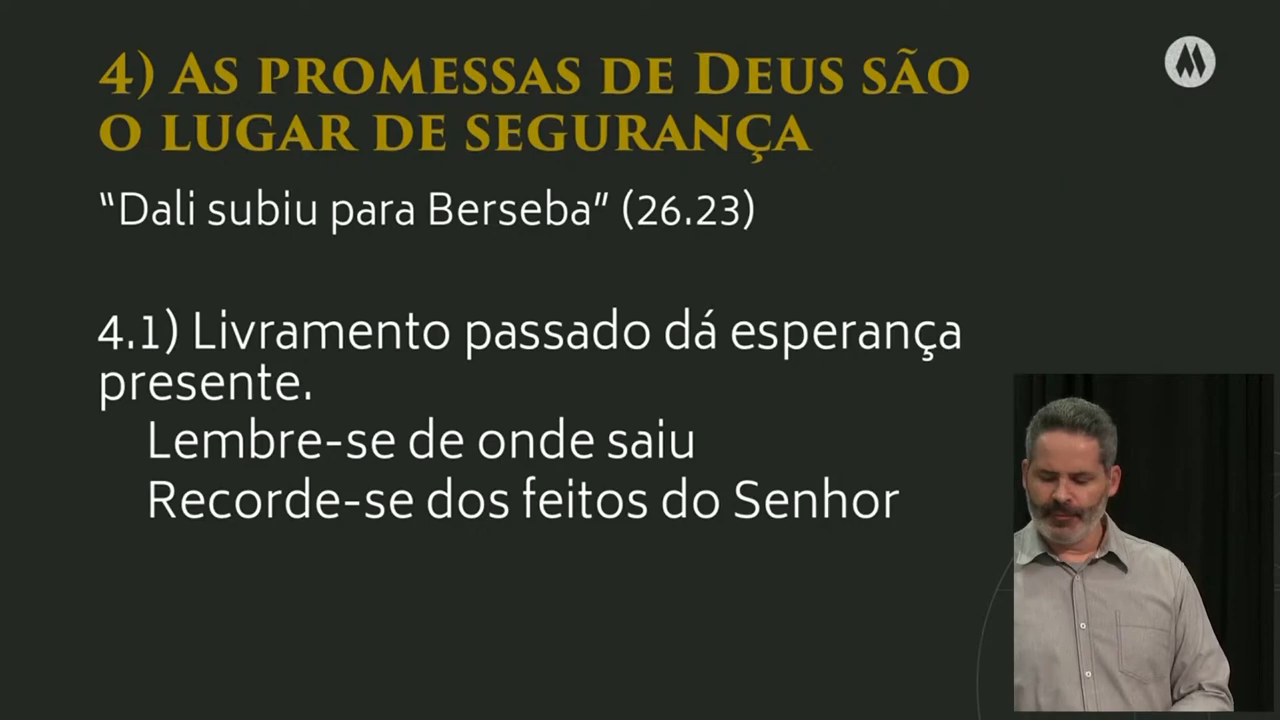 4) As promessas de Deus são
o lugar de segurança
“Dali subiu para Berseba” (26.23)
4.1) Livramento passado dá esperança
presente.
Lembre-se de onde saiu
Recorde-se dos feitos do Senhor